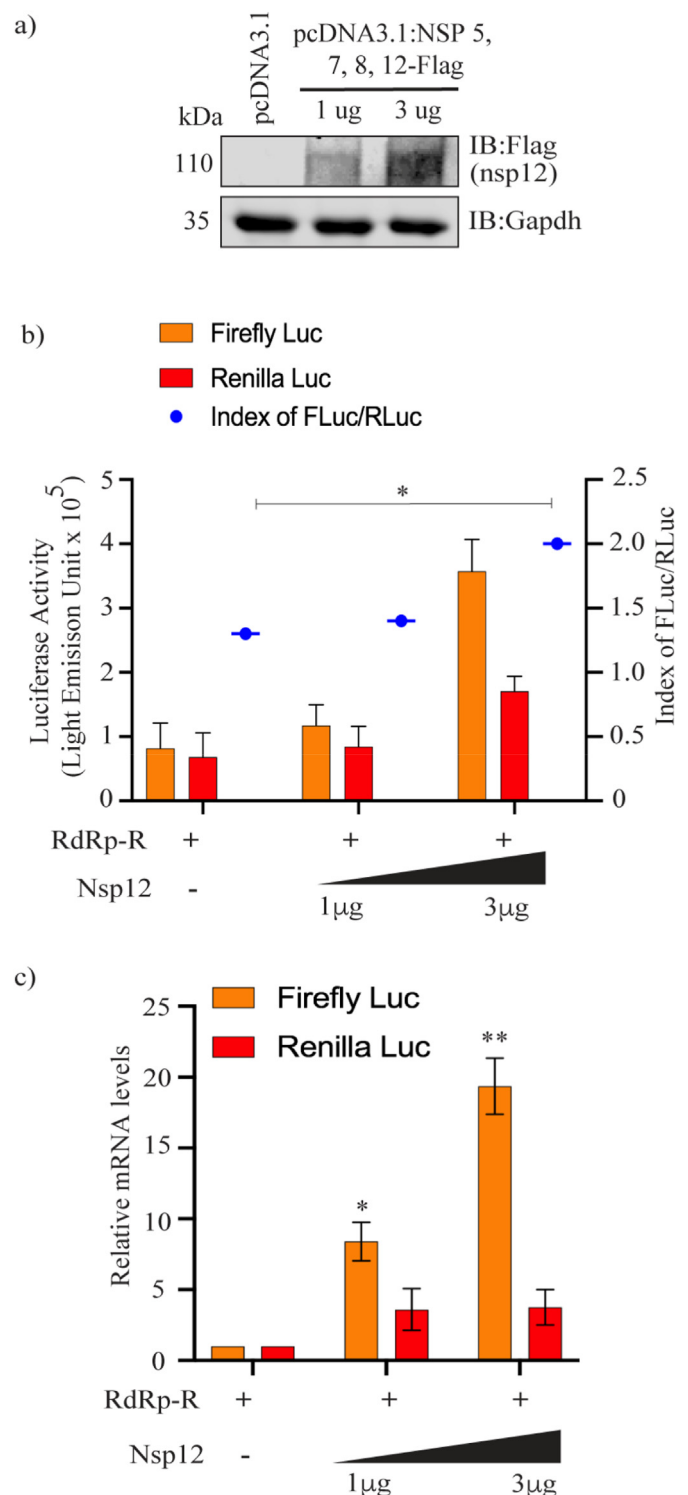 a)
pcDNA3.1
pcDNA3.1:NSP 5,
7, 8, 12-Flag
kDa
1 ug 3 ug
110
IB:Flag
(nsp12)
35
IB:Gapdh
b)
Firefly Luc
Renilla Luc
Index of FLuc/RLuc
Luciferase Activity
(Light Emisison Unit x 10⁵)
5
4
3
2
1
0
*
2.5
2.0
1.5
1.0
0.5
0
Index of FLuc/RLuc
RdRp-R + + +
Nsp12 -
1µg 3µg
c)
Firefly Luc
Renilla Luc
Relative mRNA levels
25
20
15
10
5
0
*
**
RdRp-R + + +
Nsp12 -
1µg 3µg